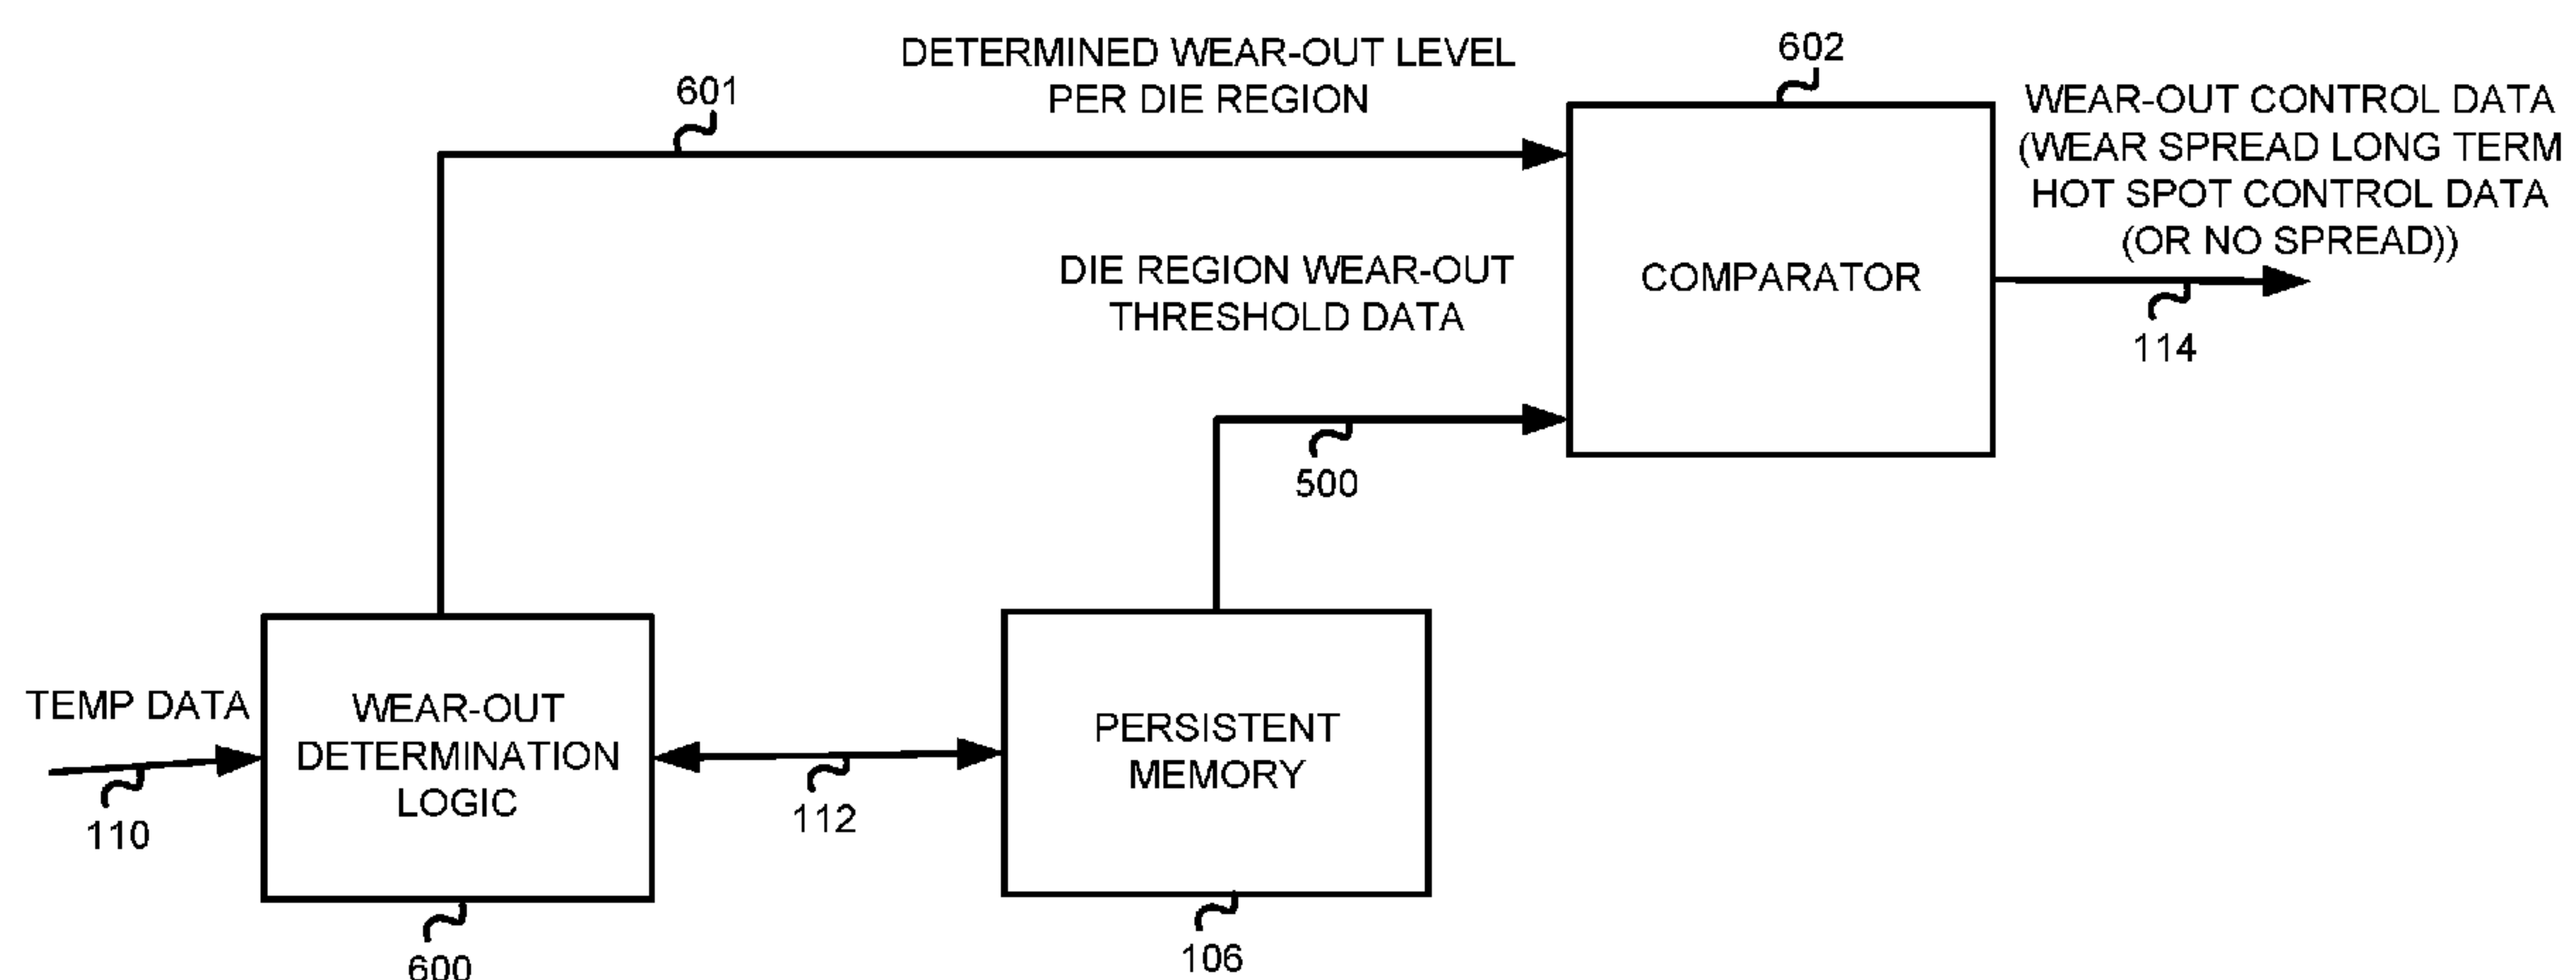 602
DETERMINED WEAR-OUT LEVEL
PER DIE REGION
601
WEAR-OUT CONTROL DATA
(WEAR SPREAD LONG TERM
HOT SPOT CONTROL DATA
(OR NO SPREAD))
DIE REGION WEAR-OUT
THRESHOLD DATA
COMPARATOR
114
500
TEMP DATA
WEAR-OUT
DETERMINATION
LOGIC
PERSISTENT
MEMORY
110
112
600
106